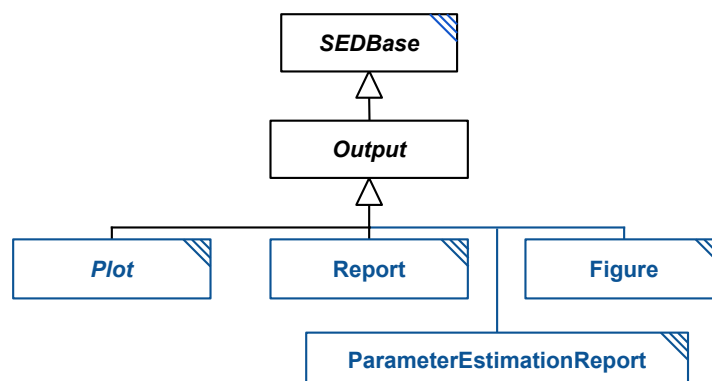 SEDBase
Output
Plot
Report
Figure
ParameterEstimationReport